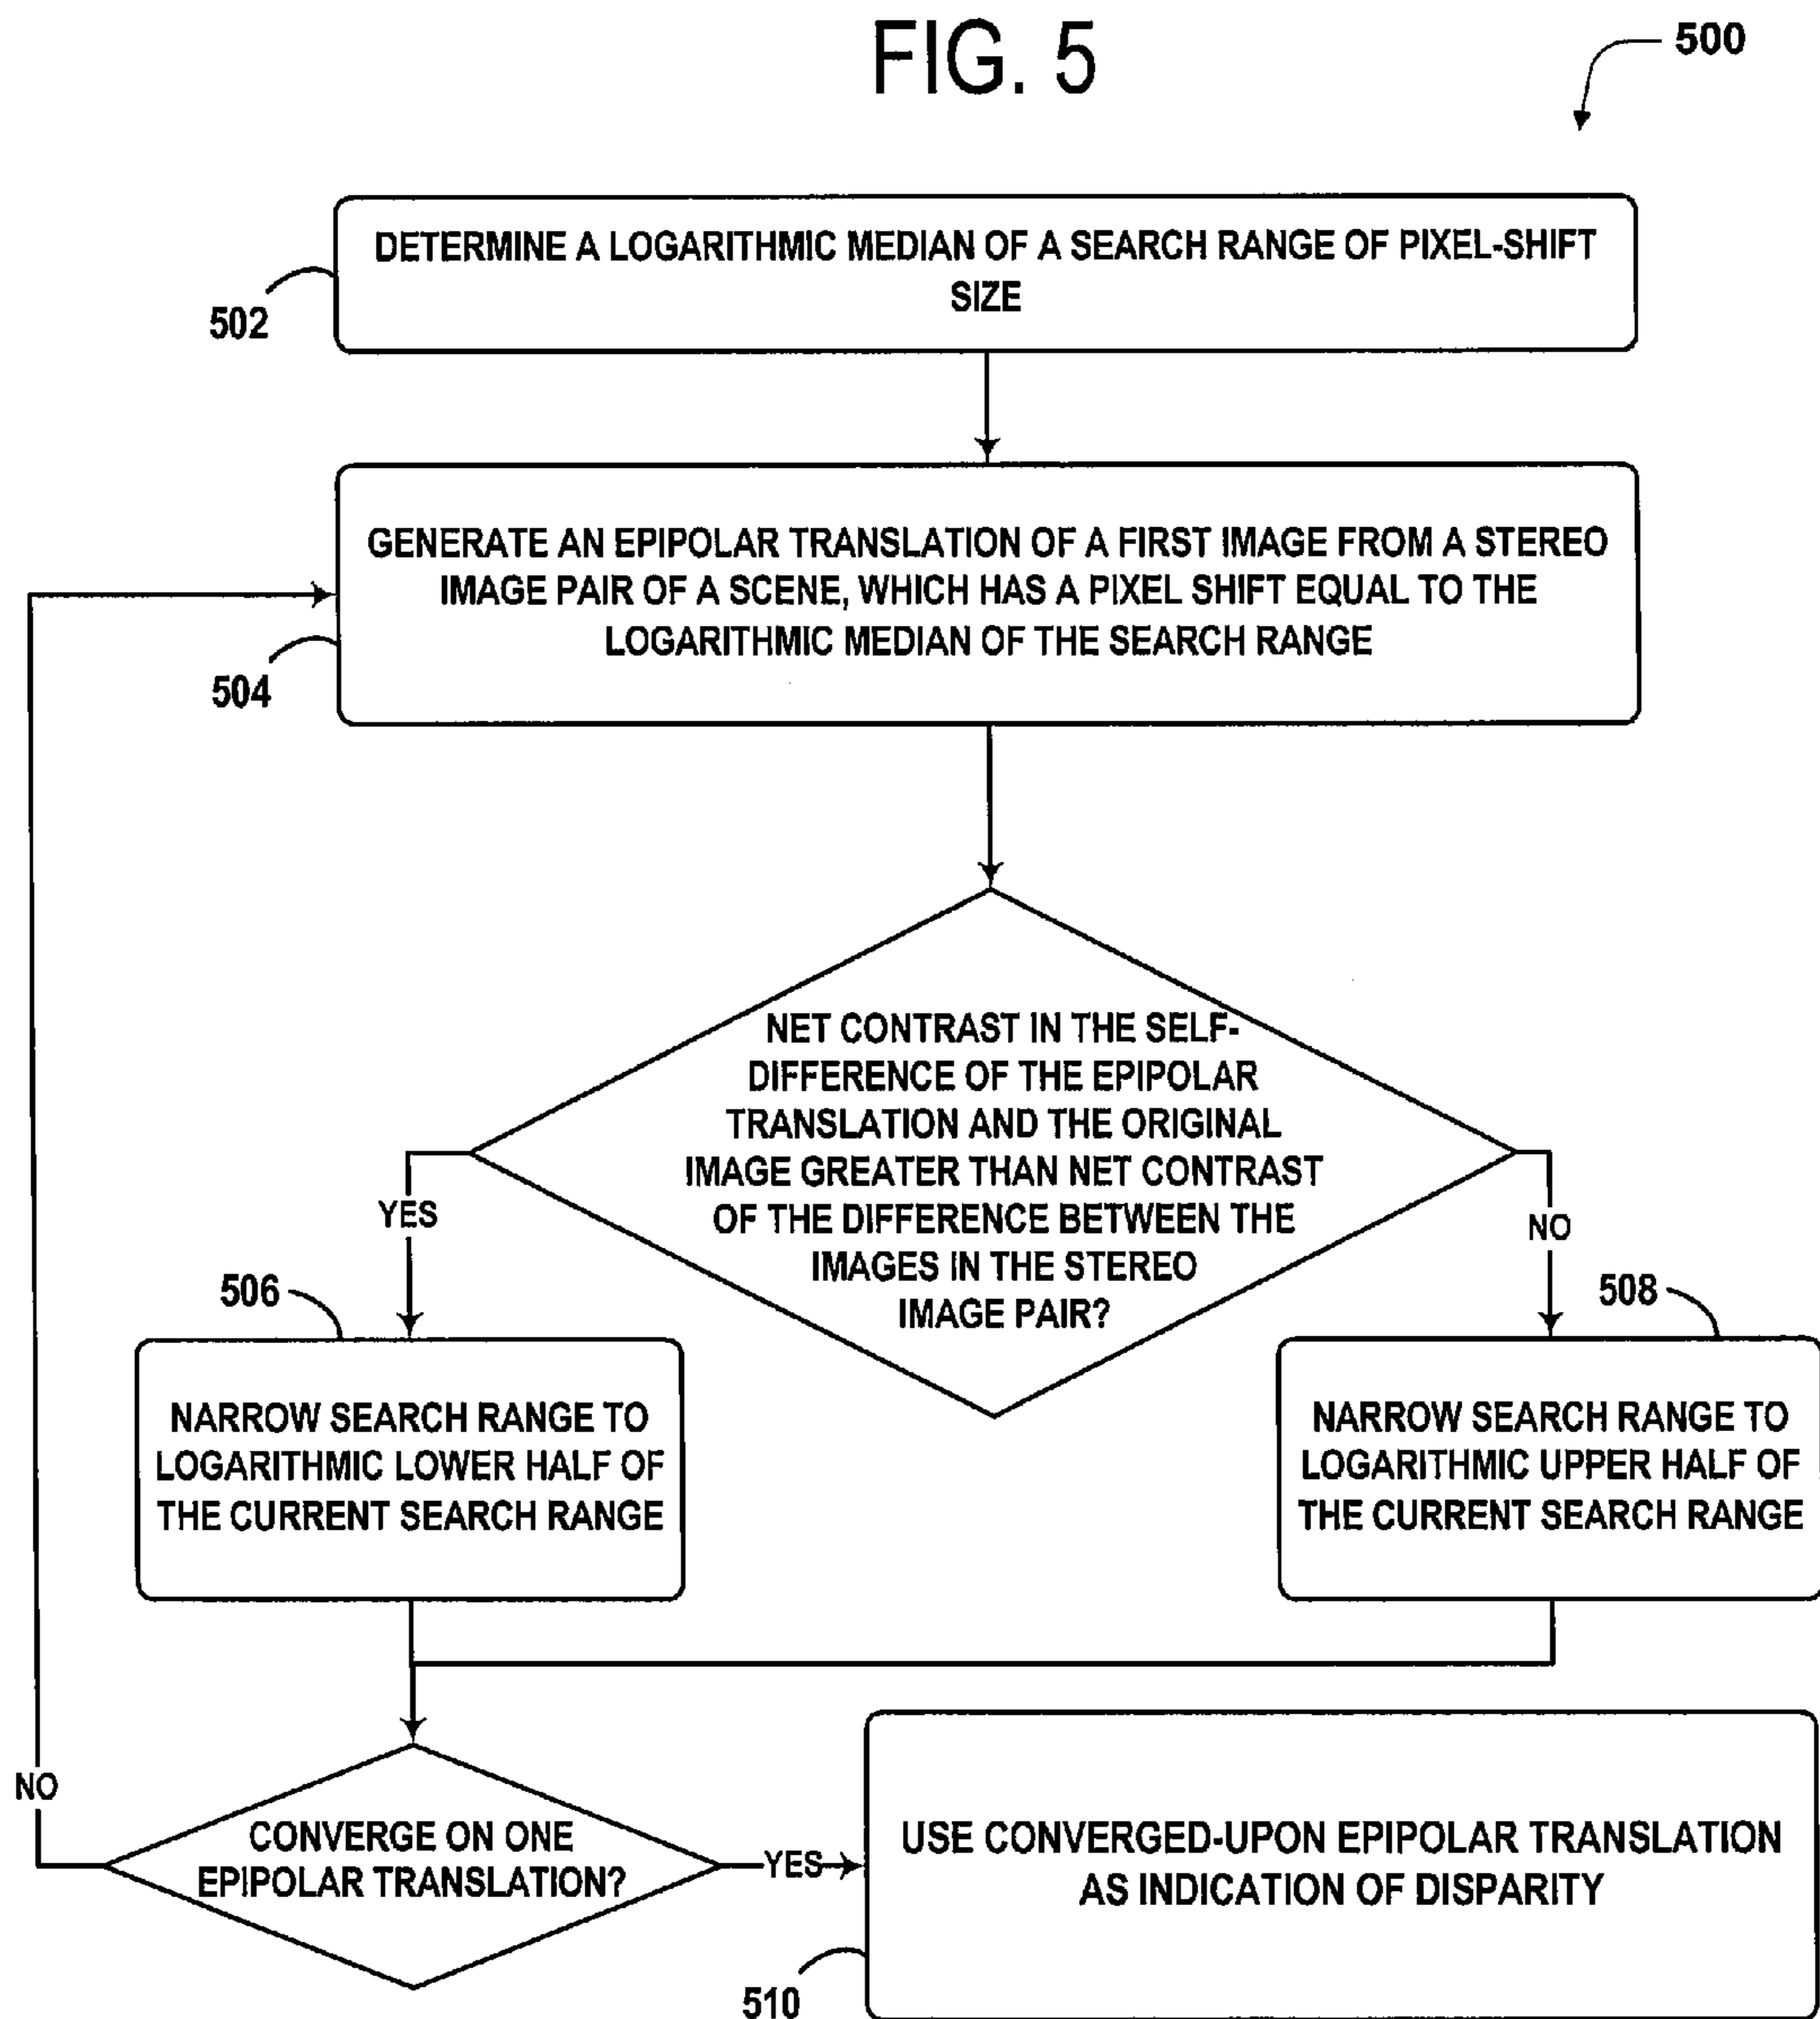 FIG. 5
500
DETERMINE A LOGARITHMIC MEDIAN OF A SEARCH RANGE OF PIXEL-SHIFT
SIZE
502
GENERATE AN EPIPOLAR TRANSLATION OF A FIRST IMAGE FROM A STEREO
IMAGE PAIR OF A SCENE, WHICH HAS A PIXEL SHIFT EQUAL TO THE
LOGARITHMIC MEDIAN OF THE SEARCH RANGE
504
NET CONTRAST IN THE SELF-
DIFFERENCE OF THE EPIPOLAR
TRANSLATION AND THE ORIGINAL
IMAGE GREATER THAN NET CONTRAST
OF THE DIFFERENCE BETWEEN THE
IMAGES IN THE STEREO
IMAGE PAIR?
YES
NO
506
508
NARROW SEARCH RANGE TO
LOGARITHMIC LOWER HALF OF
THE CURRENT SEARCH RANGE
NARROW SEARCH RANGE TO
LOGARITHMIC UPPER HALF OF
THE CURRENT SEARCH RANGE
NO
CONVERGE ON ONE
EPIPOLAR TRANSLATION?
YES
USE CONVERGED-UPON EPIPOLAR TRANSLATION
AS INDICATION OF DISPARITY
510